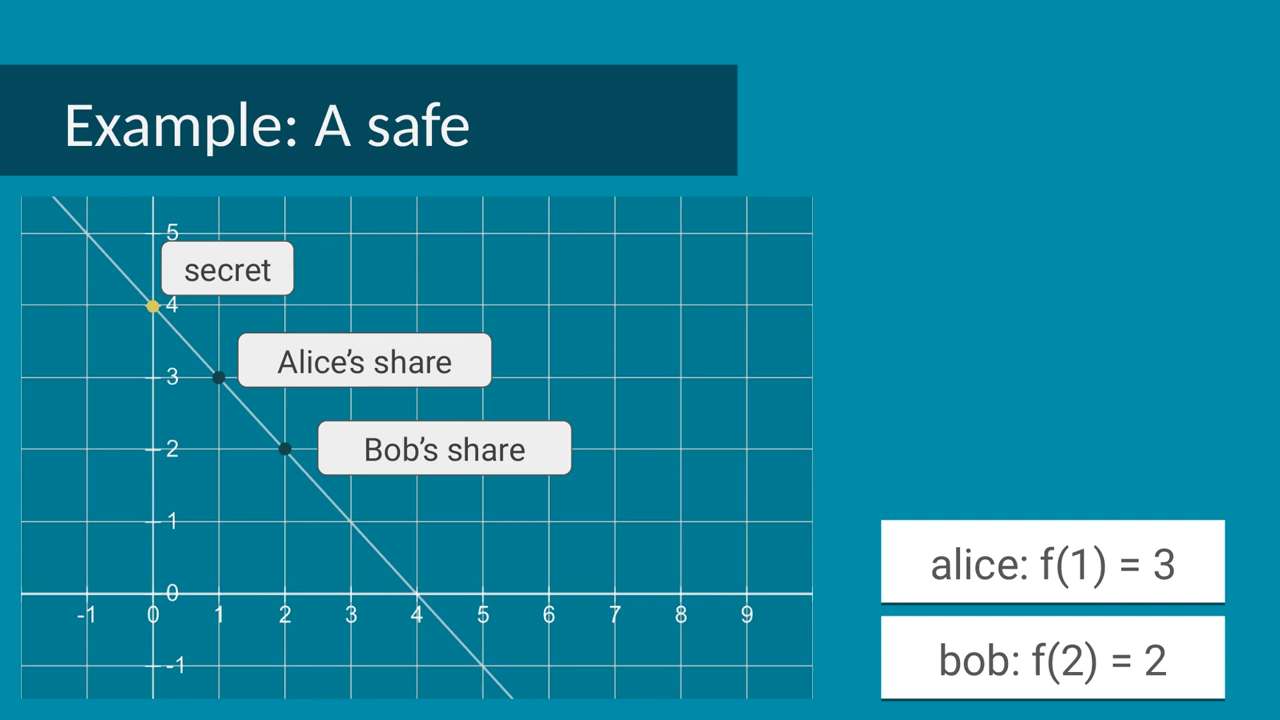 Example: A safe
5
secret
4
Alice’s share
3
Bob’s share
2
1
0
-1 0 1 2 3 4 5 6 7 8 9
-1
alice: f(1) = 3
bob: f(2) = 2